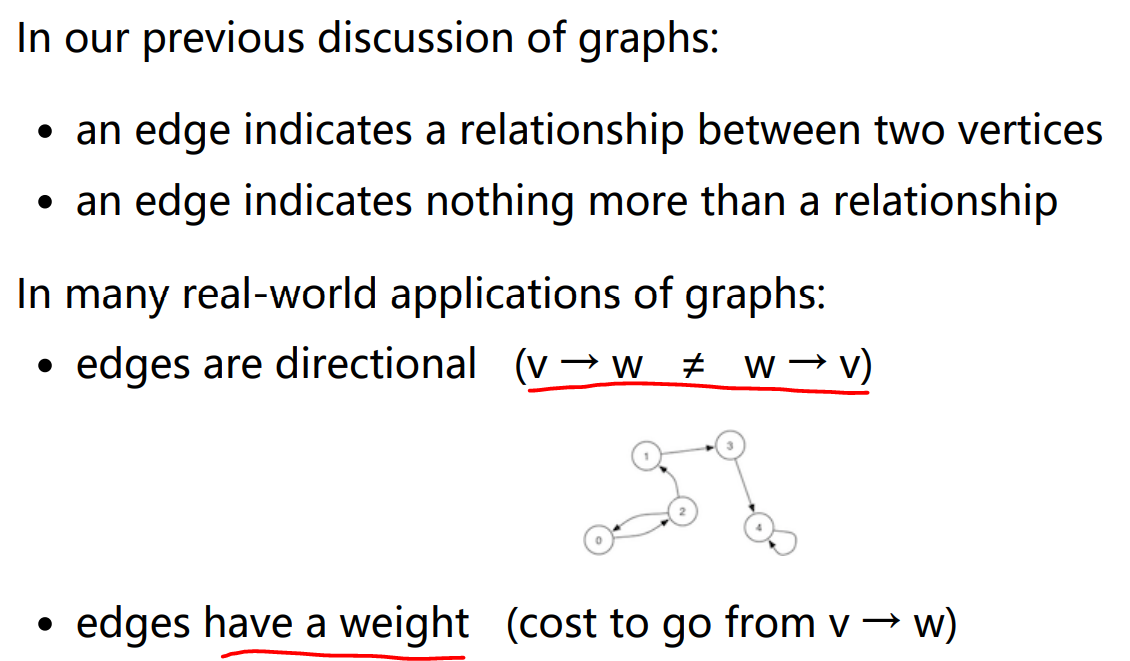 In our previous discussion of graphs:
• an edge indicates a relationship between two vertices
• an edge indicates nothing more than a relationship
In many real-world applications of graphs:
• edges are directional (v → w ≠ w → v)
1
3
2
4
0
• edges have a weight (cost to go from v → w)